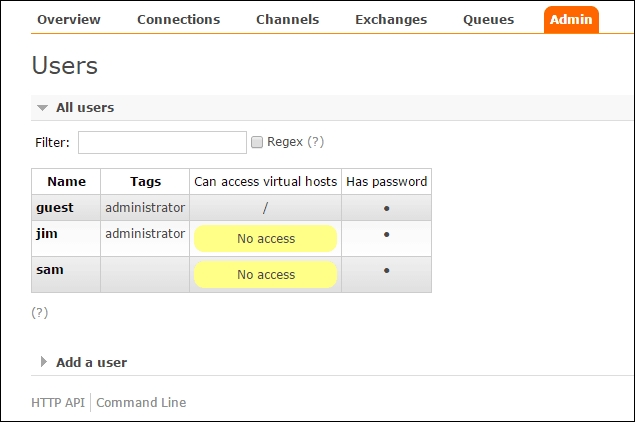 Overview Connections Channels Exchanges Queues Admin
Users
All users
Filter: Regex (?)
Name Tags Can access virtual hosts Has password
guest administrator / •
jim administrator No access •
sam No access •
(?)
Add a user
HTTP API Command Line